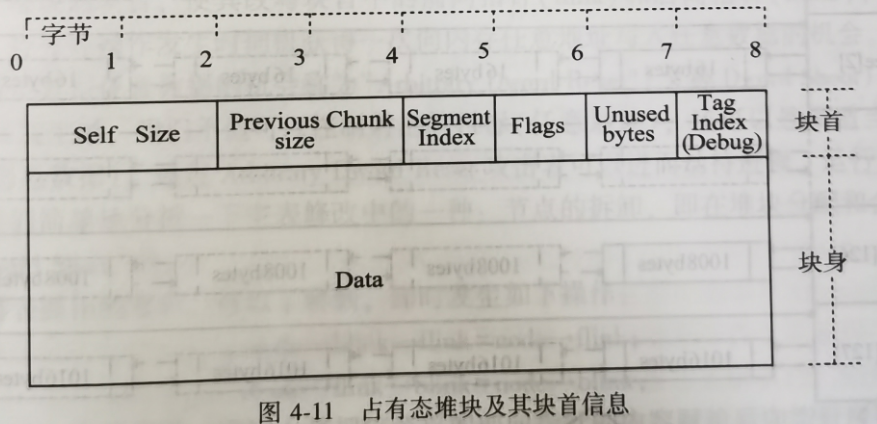 字节
0 1 2 3 4 5 6 7 8
Self Size
Previous Chunk size
Segment Index
Flags
Unused bytes
Tag Index (Debug)
块首
Data
块身
图 4-11 占有态堆块及其块首信息